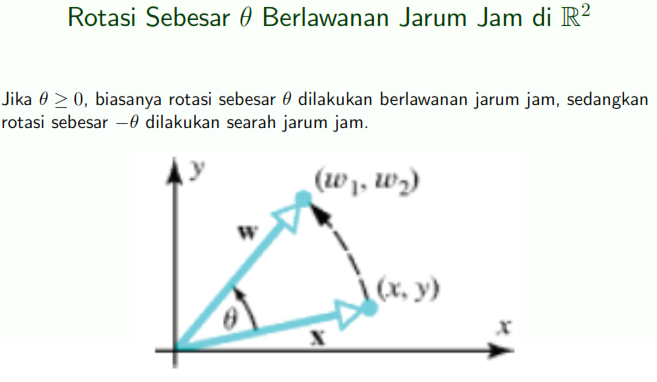 Rotasi Sebesar θ Berlawanan Jarum Jam di ℝ²
Jika θ ≥ 0, biasanya rotasi sebesar θ dilakukan berlawanan jarum jam, sedangkan
rotasi sebesar −θ dilakukan searah jarum jam.
y
(w₁, w₂)
w
(x, y)
θ
x
x